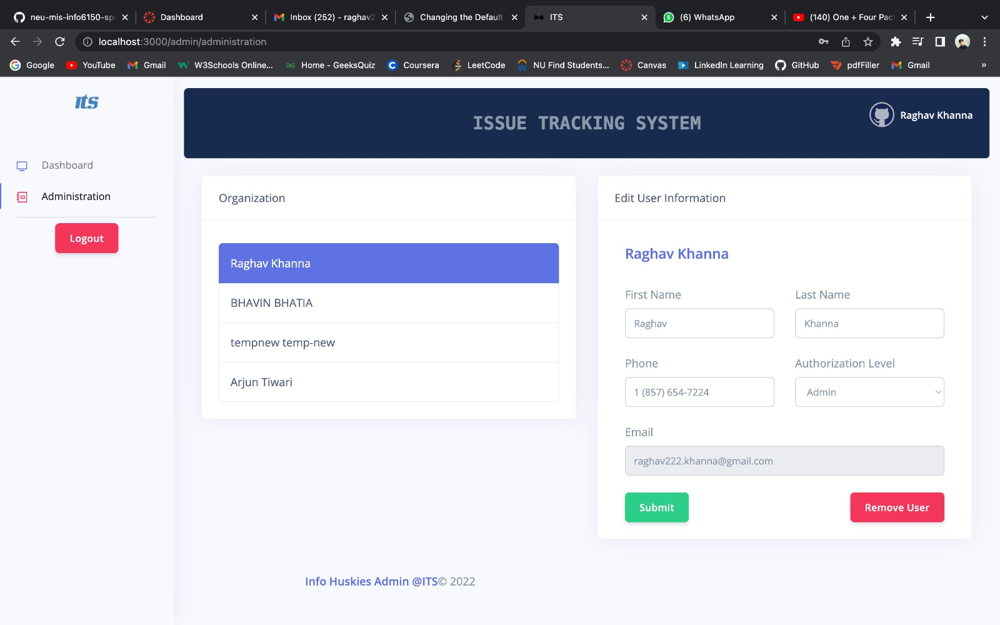 neu-mis-info6150-spr
Dashboard
Inbox (252) - raghav2
Changing the Default
ITS
(6) WhatsApp
(140) One + Four Pac
localhost:3000/admin/administration
Google
YouTube
Gmail
W3Schools Online...
Home - GeeksQuiz
Coursera
LeetCode
NU Find Students...
Canvas
LinkedIn Learning
GitHub
pdfFiller
Gmail
»
ITS
Dashboard
Administration
Logout
ISSUE TRACKING SYSTEM
Raghav Khanna
Organization
Raghav Khanna
BHAVIN BHATIA
tempnew temp-new
Arjun Tiwari
Edit User Information
Raghav Khanna
First Name
Last Name
Raghav
Khanna
Phone
Authorization Level
1 (857) 654-7224
Admin
Email
raghav222.khanna@gmail.com
Submit
Remove User
Info Huskies Admin @ITS© 2022